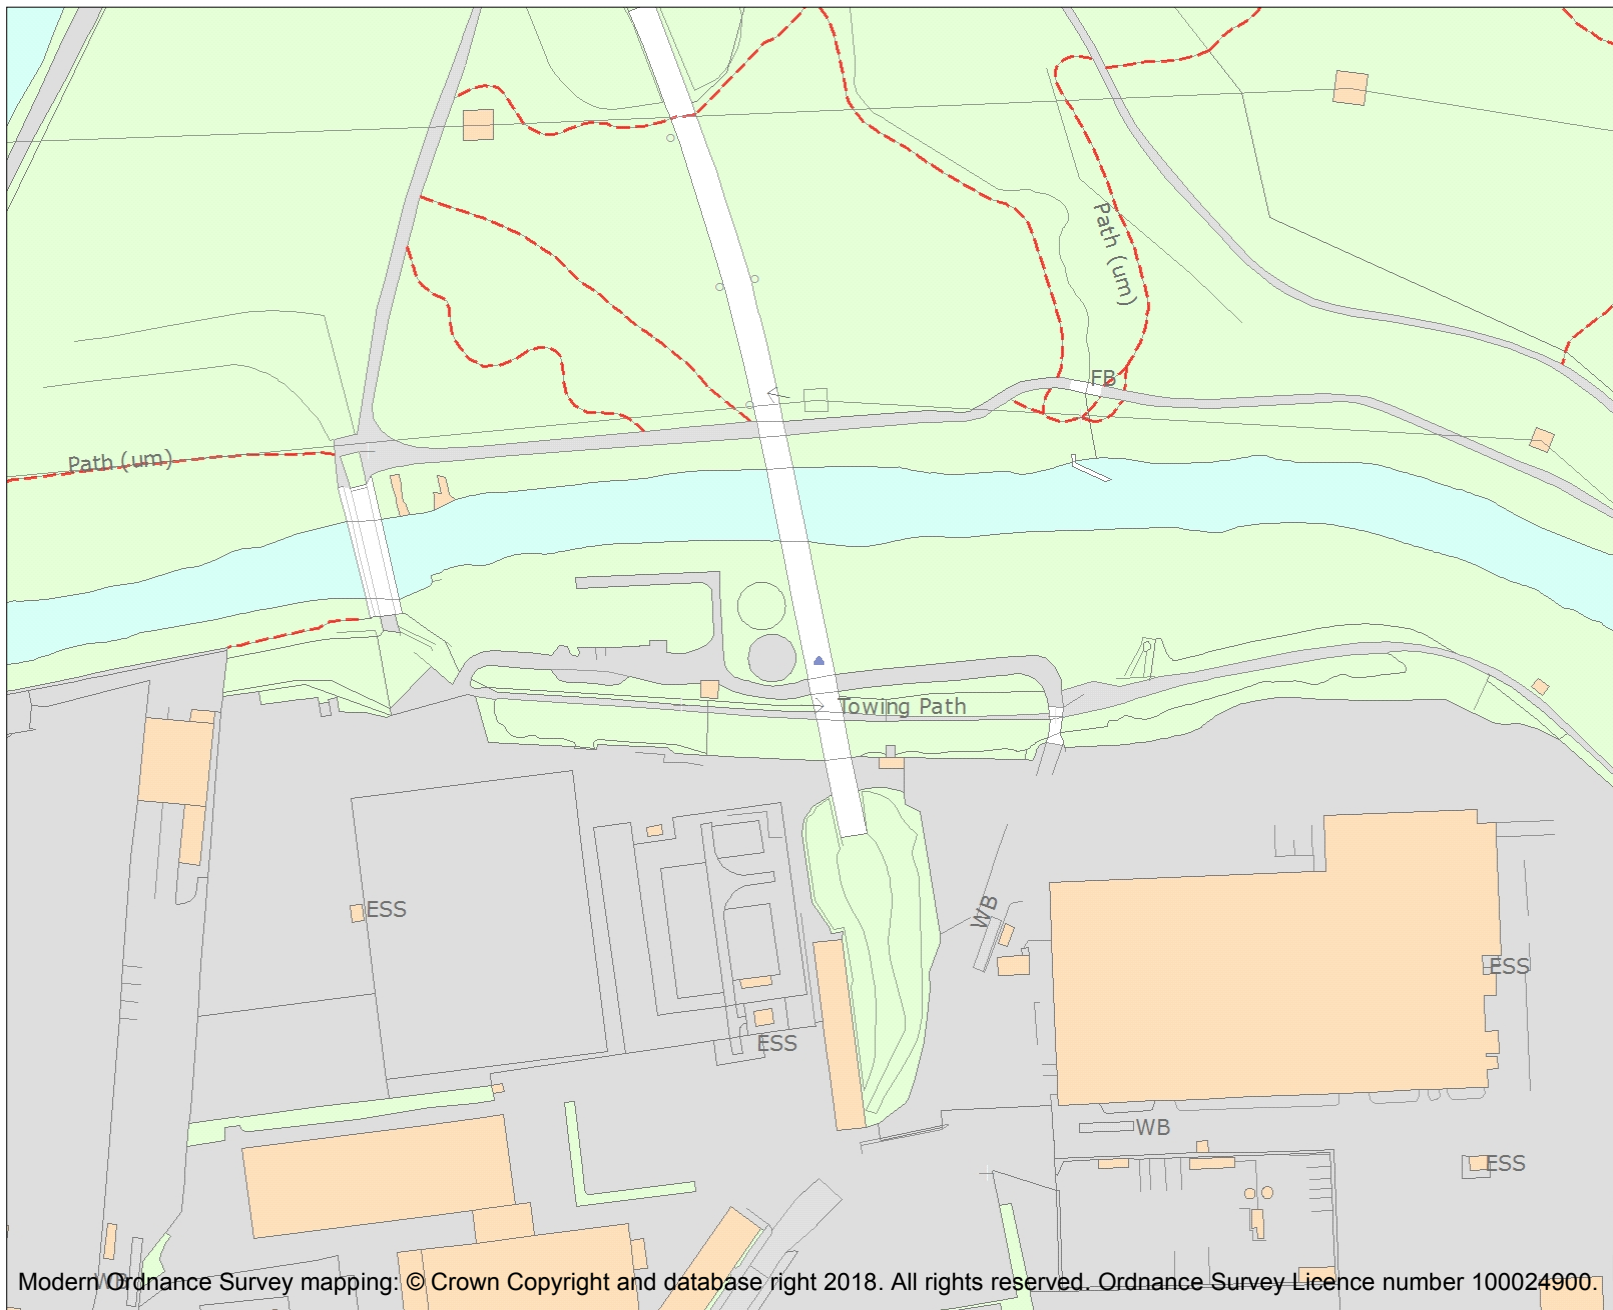 Path (um)
FB
Path (um)
Towing Path
ESS
WB
ESS
ESS
WB
ESS
WB
Modern Ordnance Survey mapping: © Crown Copyright and database right 2018. All rights reserved. Ordnance Survey Licence number 100024900.